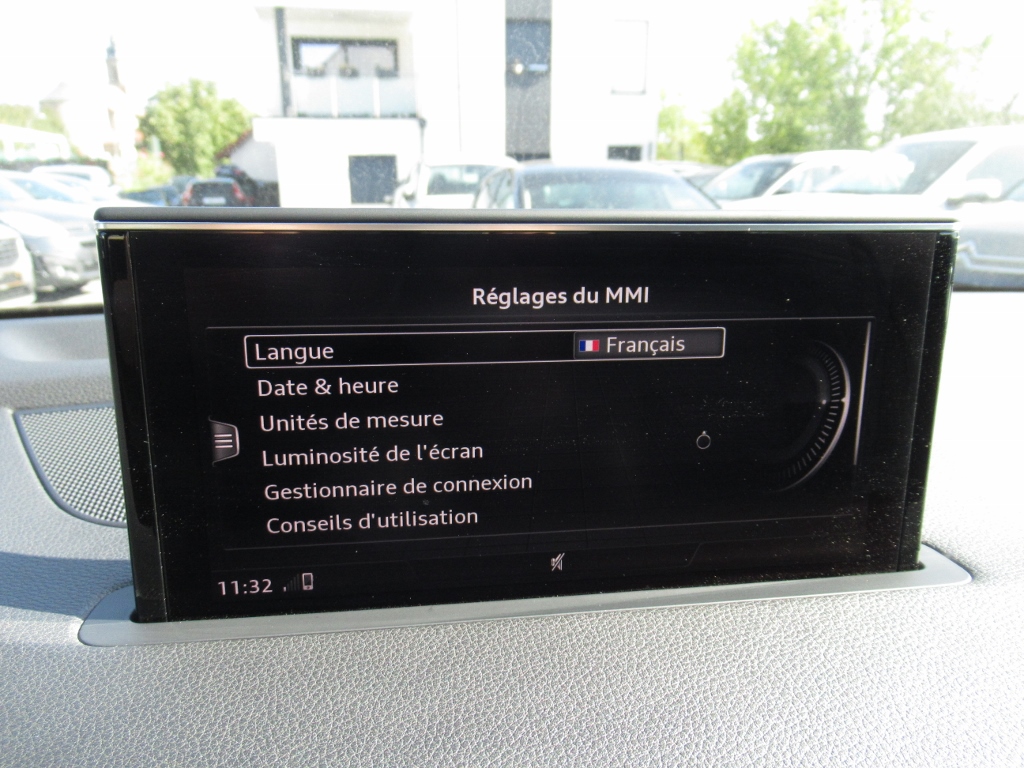 Réglages du MMI
Langue Français
Date & heure
Unités de mesure
Luminosité de l'écran
Gestionnaire de connexion
Conseils d'utilisation
11:32